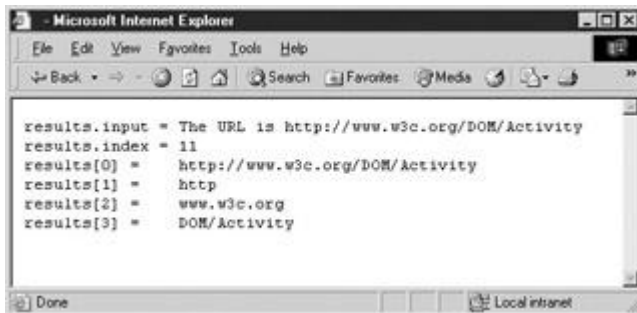 - Microsoft Internet Explorer
File Edit View Favorites Tools Help
Back Search Favorites Media
results.input = The URL is http://www.w3c.org/DOM/Activity
results.index = 11
results[0] = http://www.w3c.org/DOM/Activity
results[1] = http
results[2] = www.w3c.org
results[3] = DOM/Activity
Done Local intranet